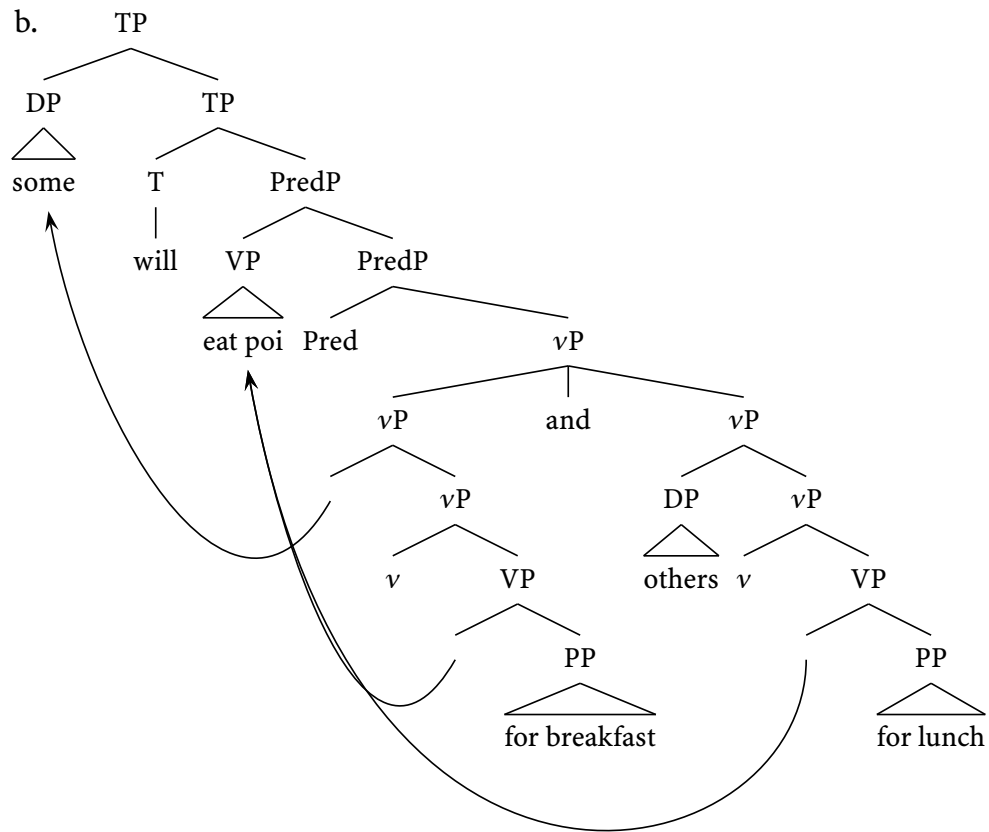 b. TP
DP TP
some T PredP
will VP PredP
eat poi Pred vP
vP and vP
vP DP vP
v VP others v VP
PP PP
for breakfast for lunch